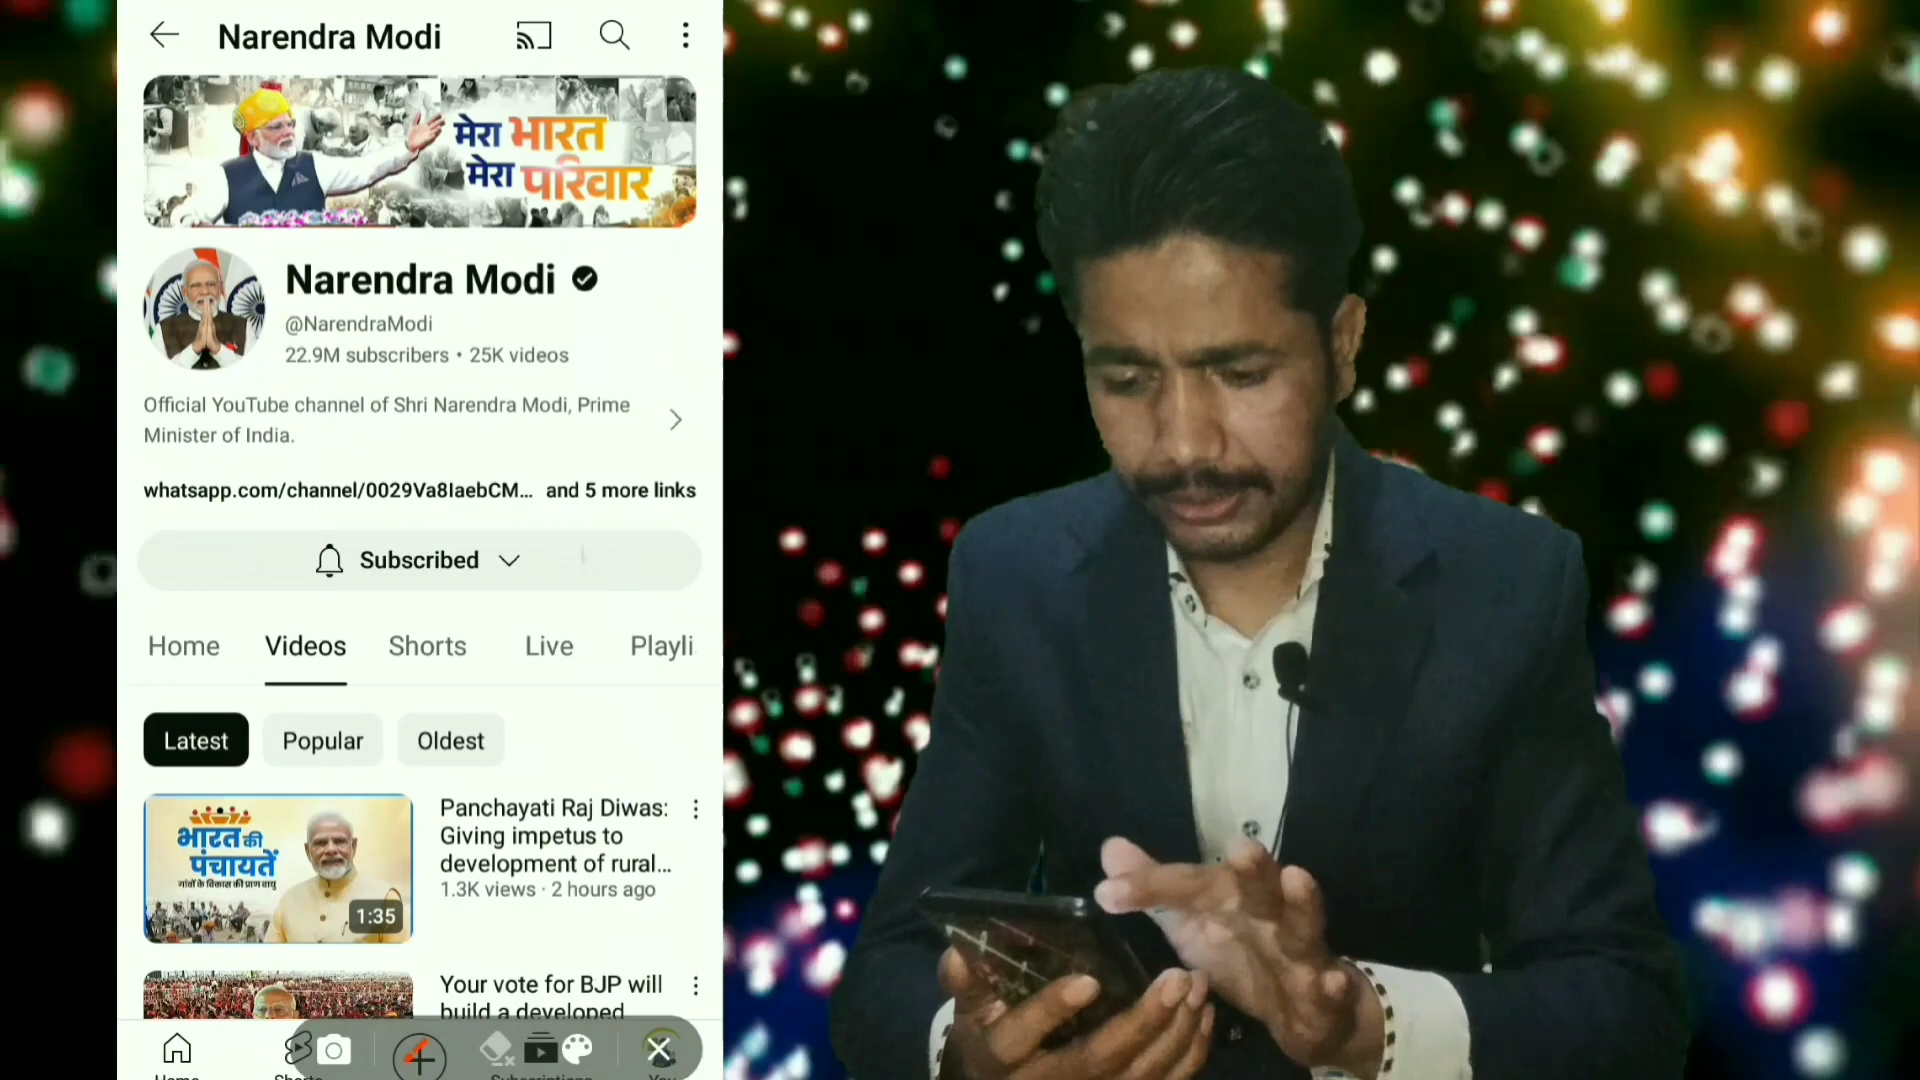 Narendra Modi
मेरा भारत
मेरा परिवार
Narendra Modi
@NarendraModi
22.9M subscribers • 25K videos
Official YouTube channel of Shri Narendra Modi, Prime
Minister of India.
whatsapp.com/channel/0029Va8IaebCM... and 5 more links
Subscribed
Home Videos Shorts Live Playli
Latest Popular Oldest
भारत की
पंचायतें
गांवों के विकास की प्राण वायु
1:35
Panchayati Raj Diwas:
Giving impetus to
development of rural...
1.3K views · 2 hours ago
Your vote for BJP will
build a developed